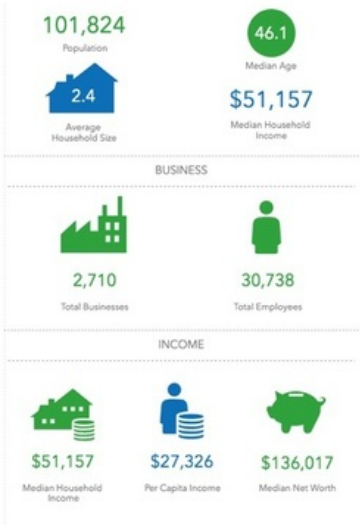 101,824
Population
46.1
Median Age
2.4
Average
Household Size
$51,157
Median Household
Income
BUSINESS
2,710
Total Businesses
30,738
Total Employees
INCOME
$51,157
Median Household
Income
$27,326
Per Capita Income
$136,017
Median Net Worth